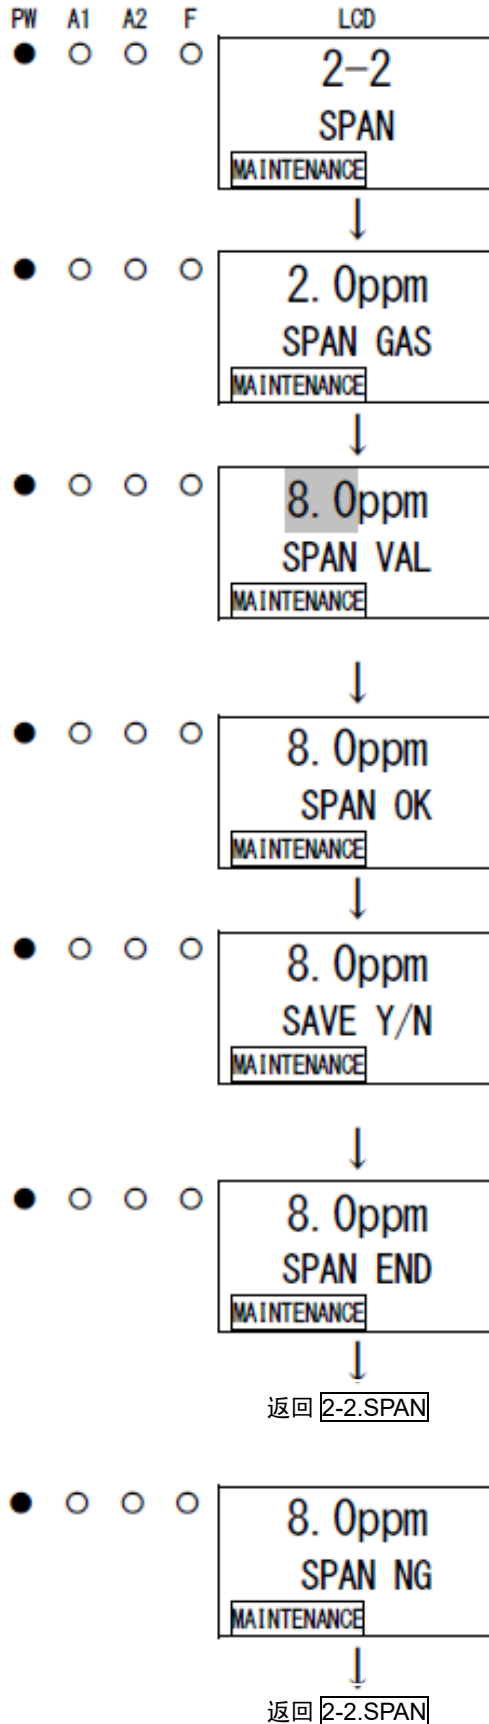 PW A1 A2 F LCD
2-2
SPAN
MAINTENANCE
2.0ppm
SPAN GAS
MAINTENANCE
8.0ppm
SPAN VAL
MAINTENANCE
8.0ppm
SPAN OK
MAINTENANCE
8.0ppm
SAVE Y/N
MAINTENANCE
8.0ppm
SPAN END
MAINTENANCE
返回 2-2.SPAN
8.0ppm
SPAN NG
MAINTENANCE
返回 2-2.SPAN